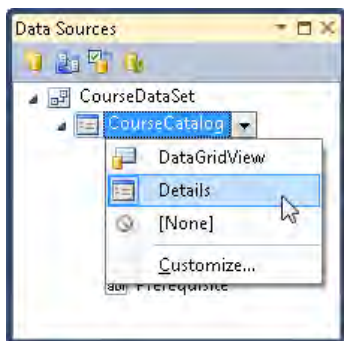 Data Sources
CourseDataSet
CourseCatalog
DataGridView
Details
[None]
Customize...
Prerequisite